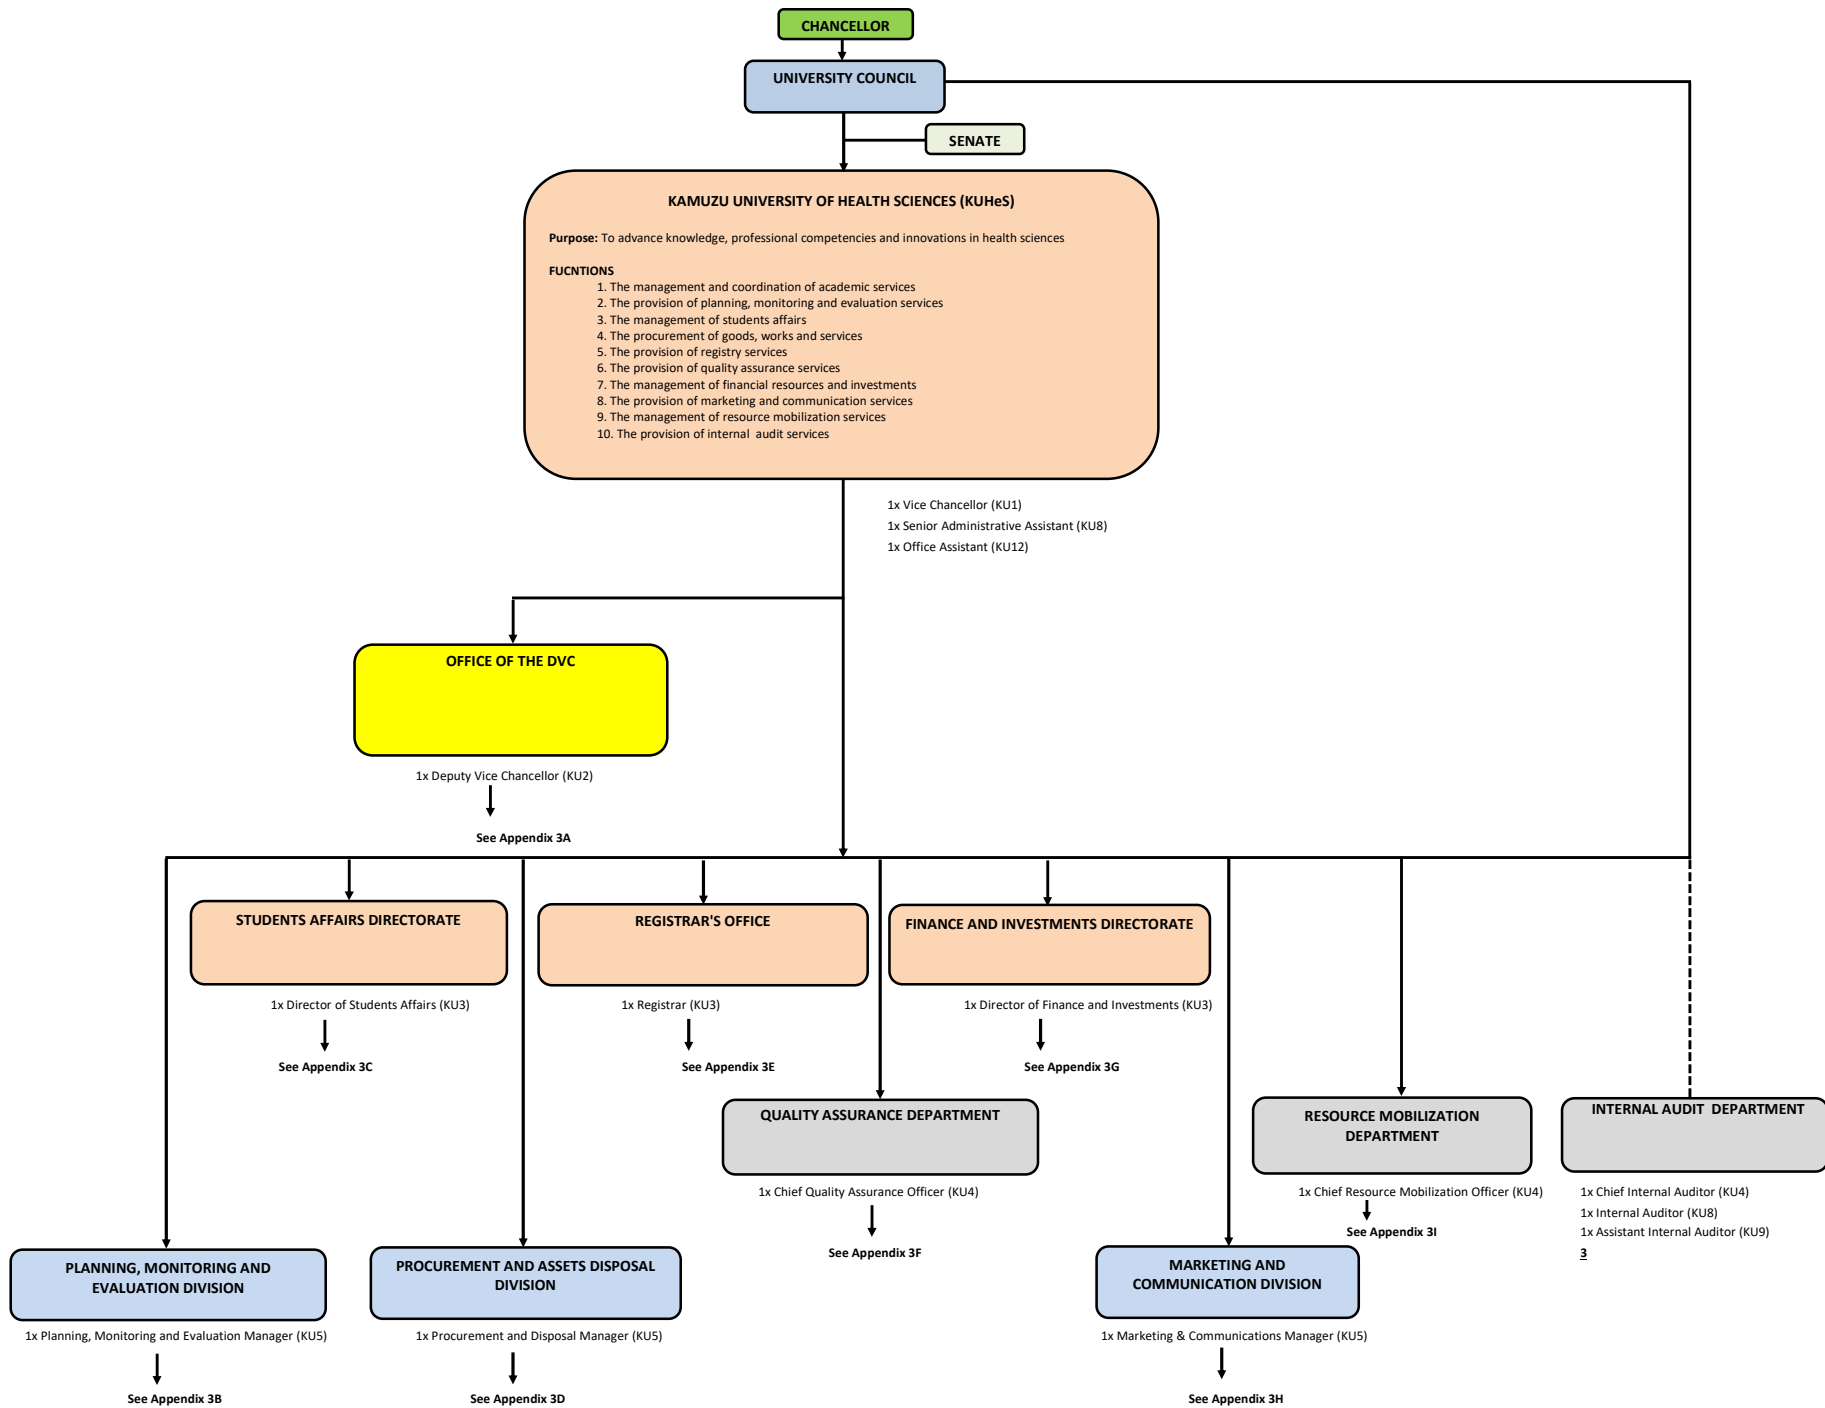 CHANCELLOR
UNIVERSITY COUNCIL
SENATE
KAMUZU UNIVERSITY OF HEALTH SCIENCES (KUHeS)
Purpose: To advance knowledge, professional competencies and innovations in health sciences
FUCNTIONS
1. The management and coordination of academic services
2. The provision of planning, monitoring and evaluation services
3. The management of students affairs
4. The procurement of goods, works and services
5. The provision of registry services
6. The provision of quality assurance services
7. The management of financial resources and investments
8. The provision of marketing and communication services
9. The management of resource mobilization services
10. The provision of internal  audit services
1x Vice Chancellor (KU1)
1x Senior Administrative Assistant (KU8)
1x Office Assistant (KU12)
OFFICE OF THE DVC
1x Deputy Vice Chancellor (KU2)
See Appendix 3A
STUDENTS AFFAIRS DIRECTORATE
1x Director of Students Affairs (KU3)
See Appendix 3C
REGISTRAR'S OFFICE
1x Registrar (KU3)
See Appendix 3E
FINANCE AND INVESTMENTS DIRECTORATE
1x Director of Finance and Investments (KU3)
See Appendix 3G
QUALITY ASSURANCE DEPARTMENT
1x Chief Quality Assurance Officer (KU4)
See Appendix 3F
RESOURCE MOBILIZATION
DEPARTMENT
1x Chief Resource Mobilization Officer (KU4)
See Appendix 3I
INTERNAL AUDIT  DEPARTMENT
1x Chief Internal Auditor (KU4)
1x Internal Auditor (KU8)
1x Assistant Internal Auditor (KU9)
3
PLANNING, MONITORING AND
EVALUATION DIVISION
1x Planning, Monitoring and Evaluation Manager (KU5)
See Appendix 3B
PROCUREMENT AND ASSETS DISPOSAL
DIVISION
1x Procurement and Disposal Manager (KU5)
See Appendix 3D
MARKETING AND
COMMUNICATION DIVISION
1x Marketing & Communications Manager (KU5)
See Appendix 3H